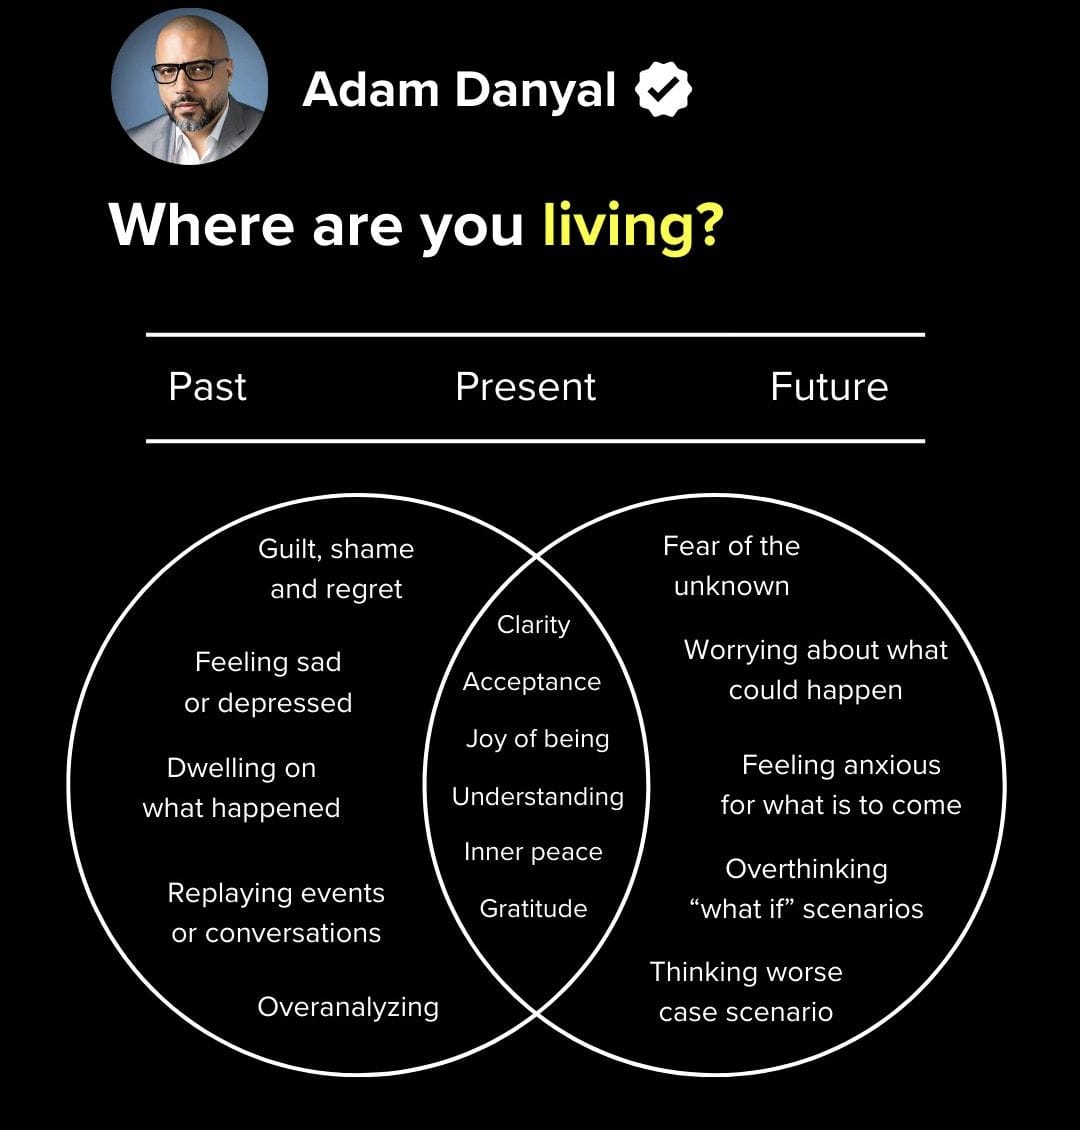 Adam Danyal
Where are you living?
Past Present Future
Guilt, shame
and regret
Feeling sad
or depressed
Dwelling on
what happened
Replaying events
or conversations
Overanalyzing
Clarity
Acceptance
Joy of being
Understanding
Inner peace
Gratitude
Fear of the
unknown
Worrying about what
could happen
Feeling anxious
for what is to come
Overthinking
“what if” scenarios
Thinking worse
case scenario